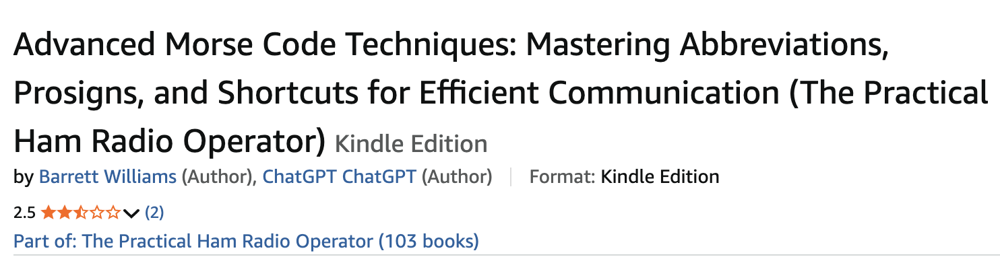 Advanced Morse Code Techniques: Mastering Abbreviations,
Prosigns, and Shortcuts for Efficient Communication (The Practical
Ham Radio Operator) Kindle Edition
by Barrett Williams (Author), ChatGPT ChatGPT (Author) | Format: Kindle Edition
2.5 (2)
Part of: The Practical Ham Radio Operator (103 books)